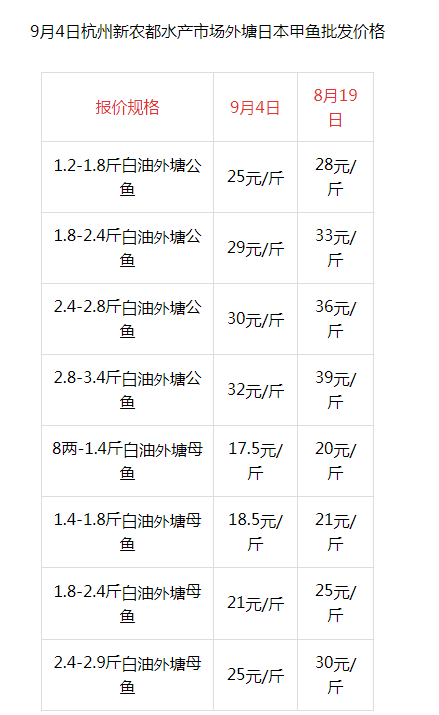 9月4日杭州新农都水产市场外塘日本甲鱼批发价格
报价规格
9月4日
8月19
日
1.2-1.8斤白油外塘公
鱼
25元/斤
28元/
斤
1.8-2.4斤白油外塘公
鱼
29元/斤
33元/
斤
2.4-2.8斤白油外塘公
鱼
30元/斤
36元/
斤
2.8-3.4斤白油外塘公
鱼
32元/斤
39元/
斤
8两-1.4斤白油外塘母
鱼
17.5元/
斤
20元/
斤
1.4-1.8斤白油外塘母
鱼
18.5元/
斤
21元/
斤
1.8-2.4斤白油外塘母
鱼
21元/斤
25元/
斤
2.4-2.9斤白油外塘母
鱼
25元/斤
30元/
斤